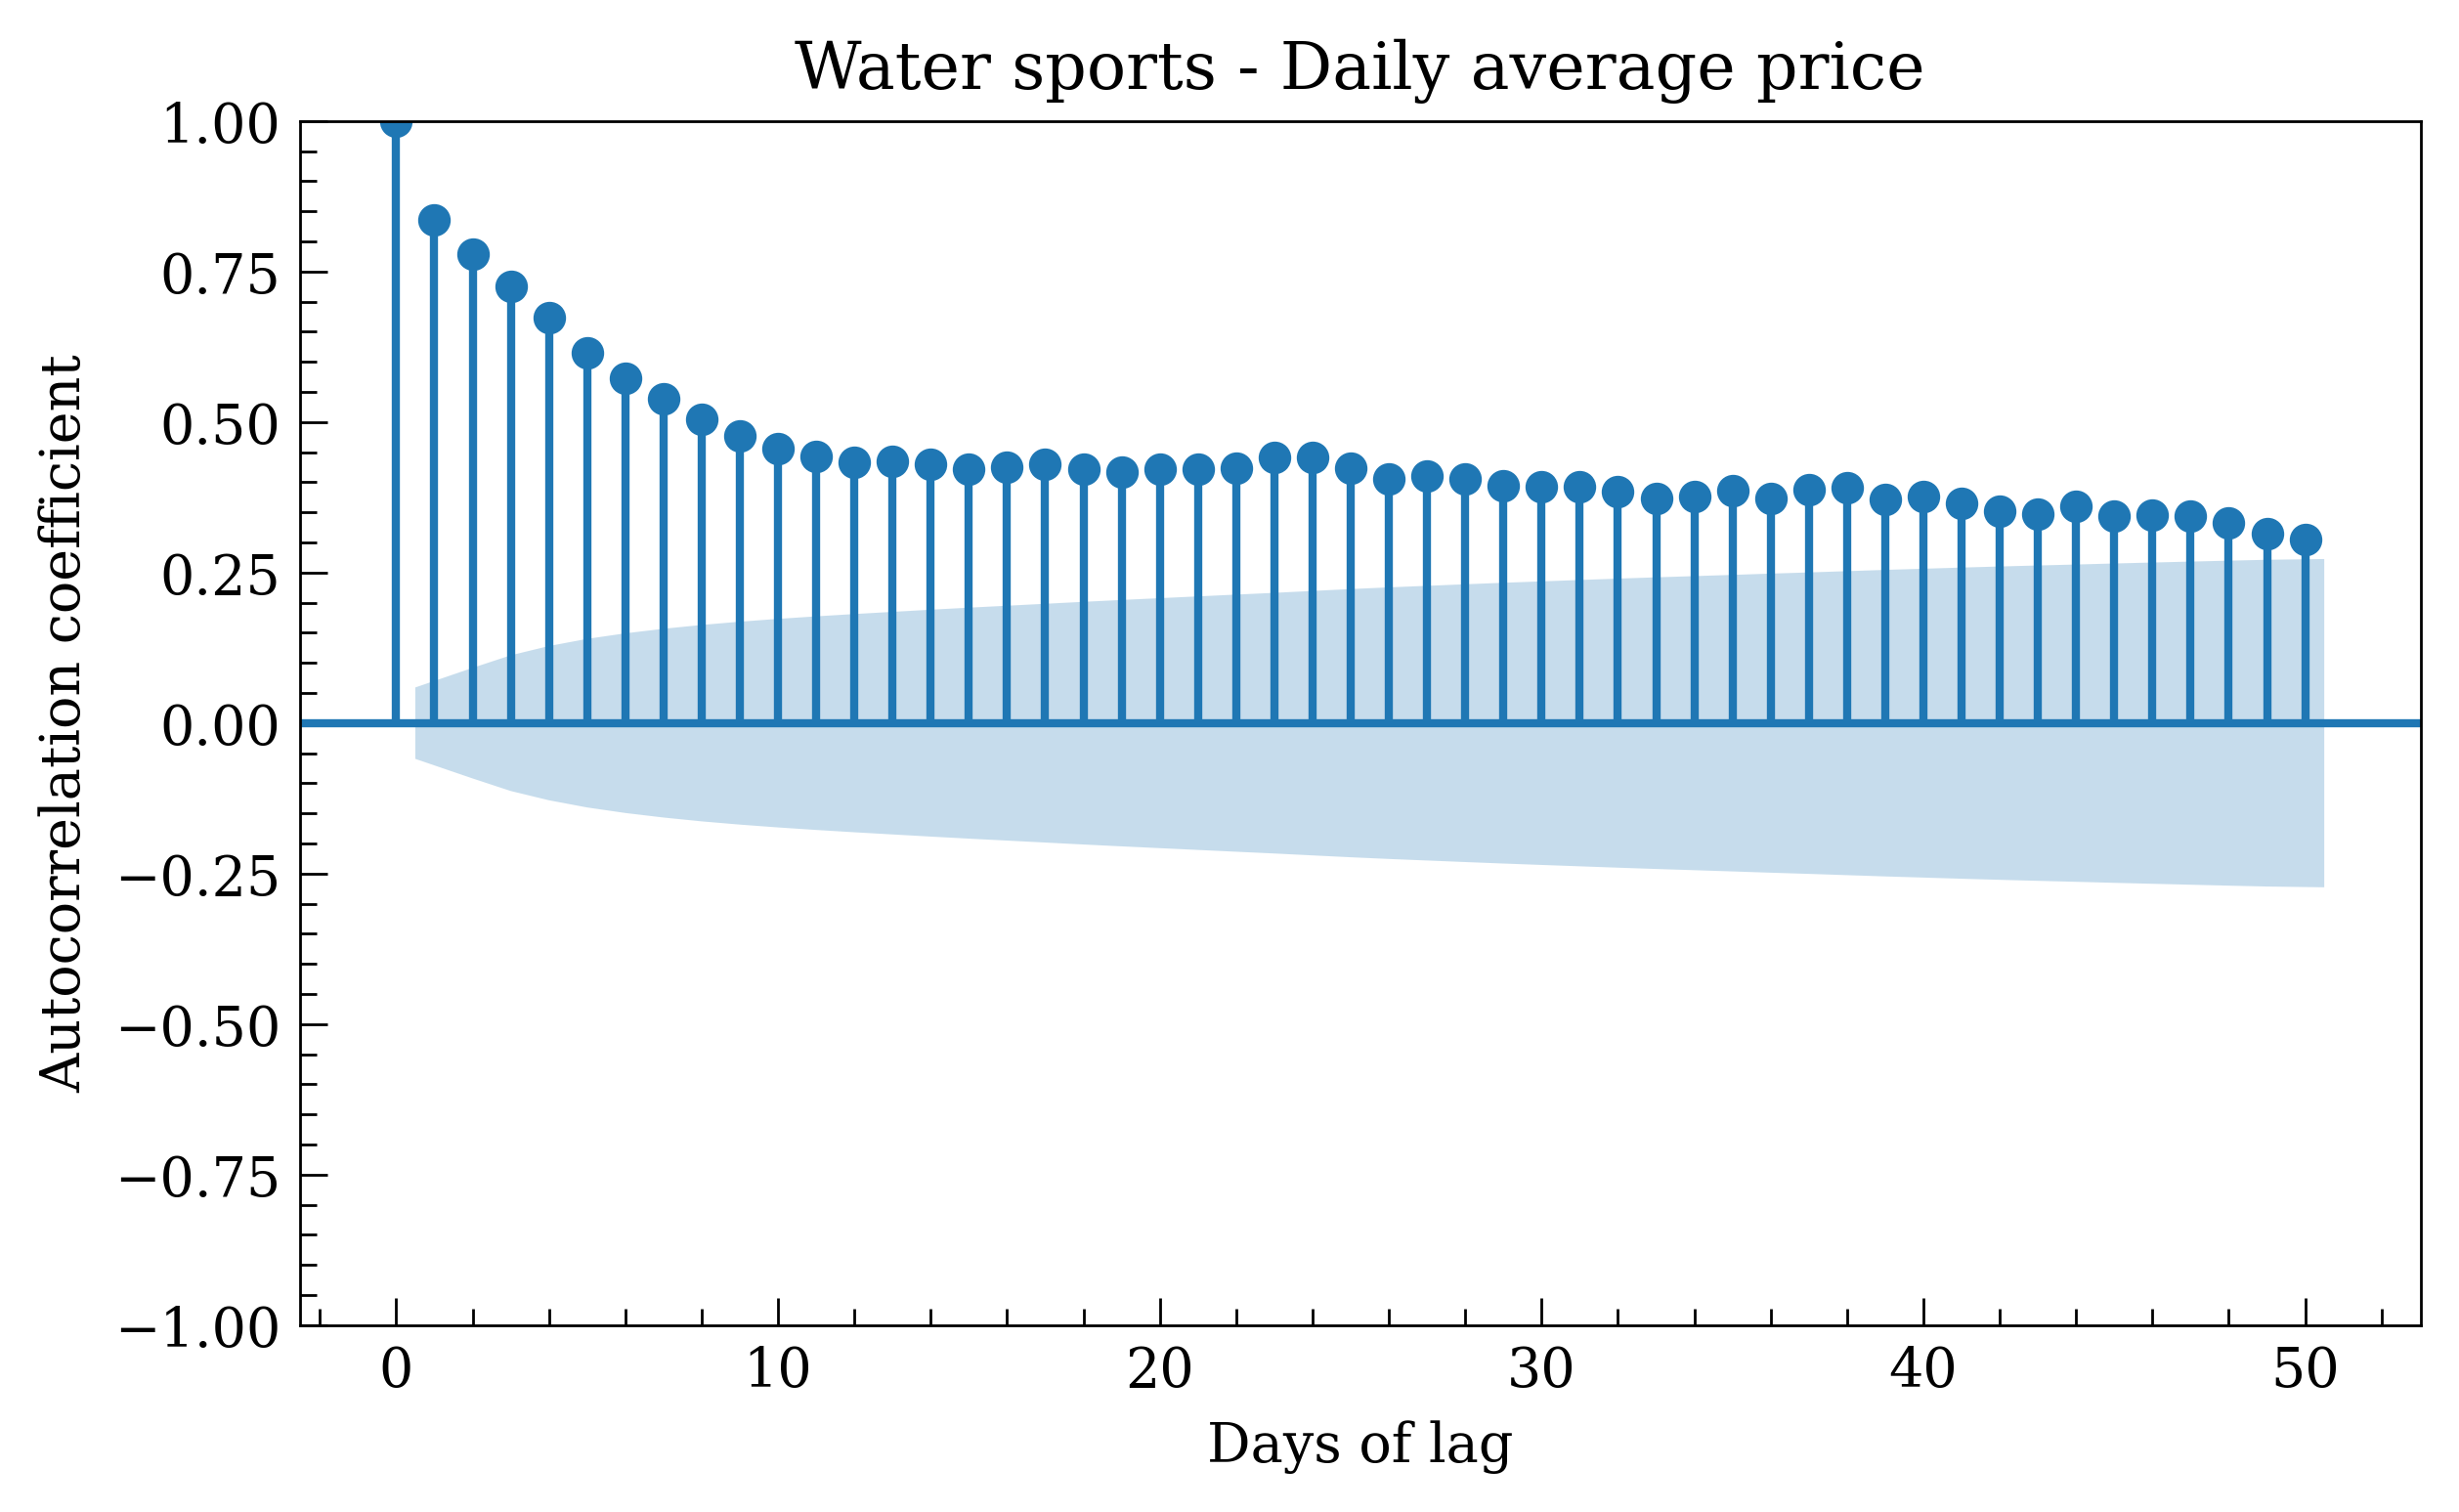 Water sports - Daily average price
1.00
0.75
0.50
0.25
0.00
−0.25
−0.50
−0.75
−1.00
Autocorrelation coefficient
0 10 20 30 40 50
Days of lag